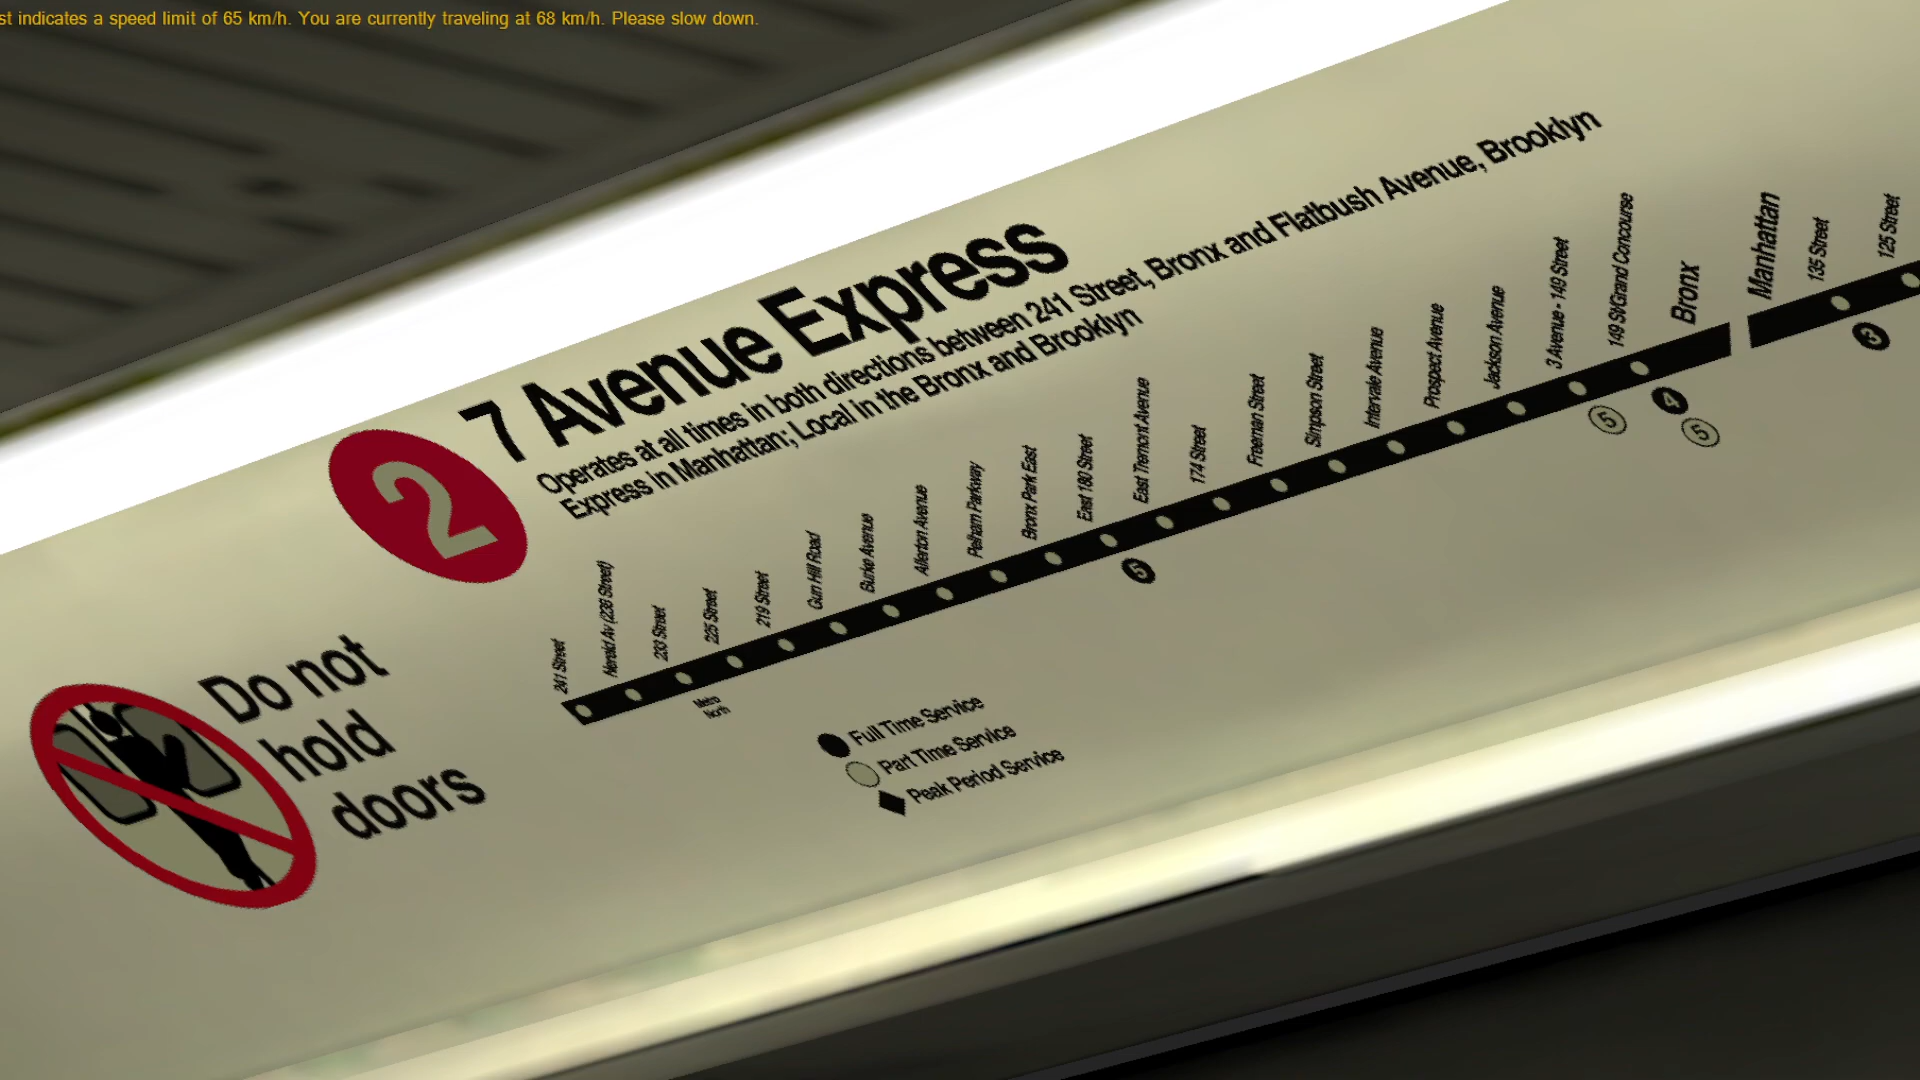 st indicates a speed limit of 65 km/h. You are currently traveling at 68 km/h. Please slow down.
2
7 Avenue Express
Operates at all times in both directions between 241 Street, Bronx and Flatbush Avenue, Brooklyn
Express in Manhattan; Local in the Bronx and Brooklyn
Do not
hold
doors
241 Street
Nereid Av (238 Street)
233 Street
225 Street
219 Street
Gun Hill Road
Burke Avenue
Allerton Avenue
Pelham Parkway
Bronx Park East
East 180 Street
East Tremont Avenue
174 Street
Freeman Street
Simpson Street
Intervale Avenue
Prospect Avenue
Jackson Avenue
3 Avenue - 149 Street
149 St/Grand Concourse
Bronx
Manhattan
135 Street
125 Street
Metro
North
5
5
4
5
3
Full Time Service
Part Time Service
Peak Period Service